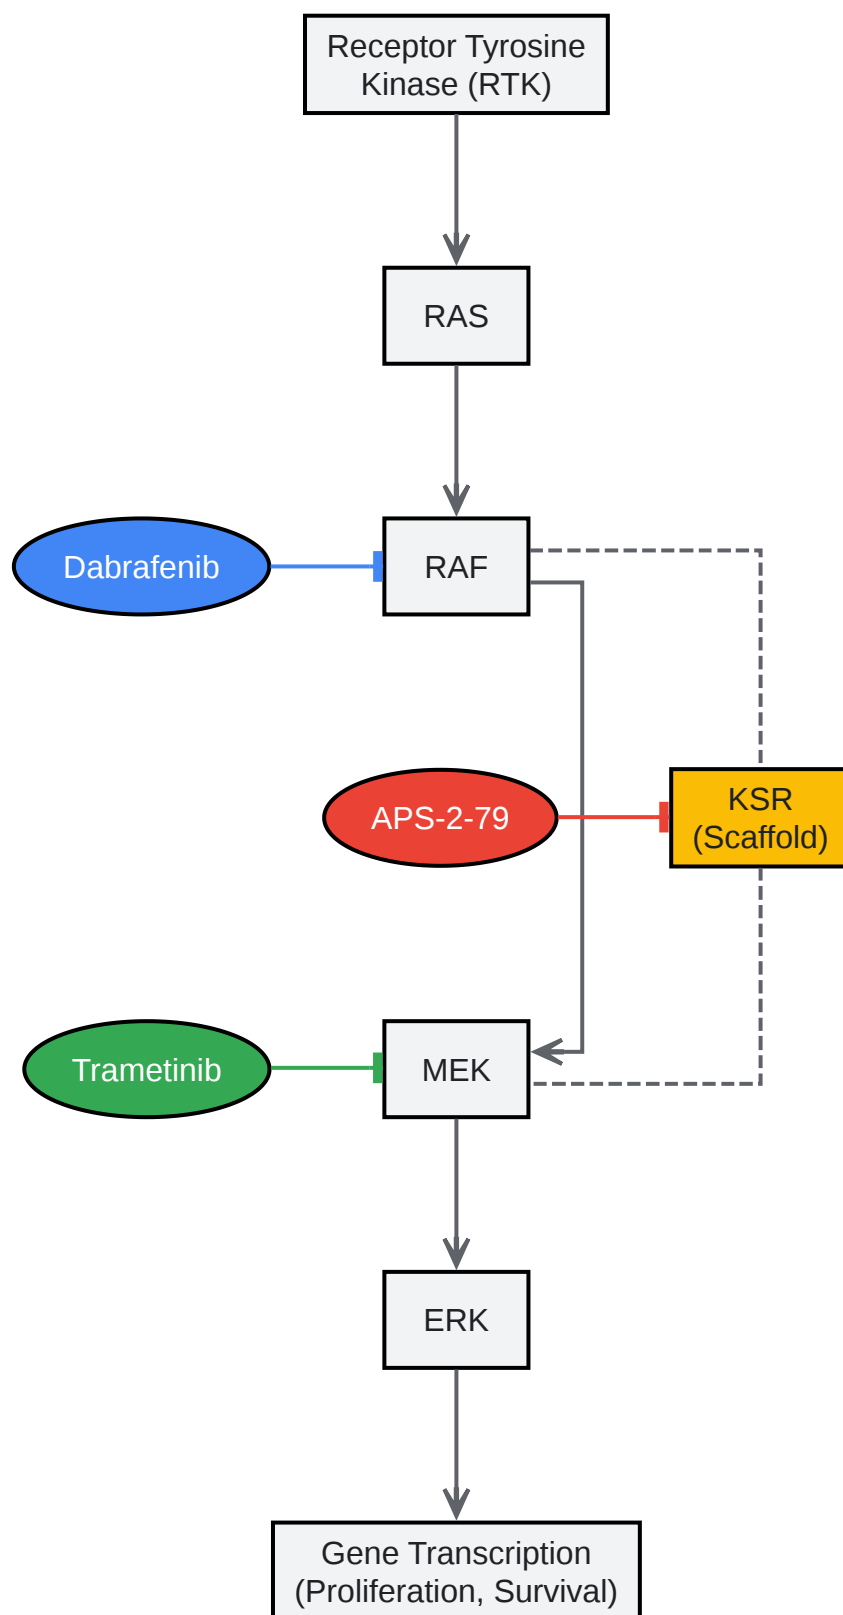 Receptor Tyrosine
Kinase (RTK)
RAS
Dabrafenib
RAF
APS-2-79
KSR
(Scaffold)
Trametinib
MEK
ERK
Gene Transcription
(Proliferation, Survival)